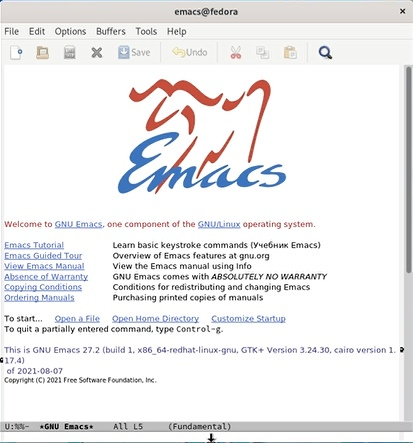 emacs@fedora
File Edit Options Buffers Tools Help
Save Undo
Emacs
Welcome to GNU Emacs, one component of the GNU/Linux operating system.
Emacs Tutorial Learn basic keystroke commands (Учебник Emacs)
Emacs Guided Tour Overview of Emacs features at gnu.org
View Emacs Manual View the Emacs manual using Info
Absence of Warranty GNU Emacs comes with ABSOLUTELY NO WARRANTY
Copying Conditions Conditions for redistributing and changing Emacs
Ordering Manuals Purchasing printed copies of manuals
To start... Open a File Open Home Directory Customize Startup
To quit a partially entered command, type Control-g.
This is GNU Emacs 27.2 (build 1, x86_64-redhat-linux-gnu, GTK+ Version 3.24.30, cairo version 1.
17.4)
of 2021-08-07
Copyright (C) 2021 Free Software Foundation, Inc.
U:%%- *GNU Emacs* All L5 (Fundamental)